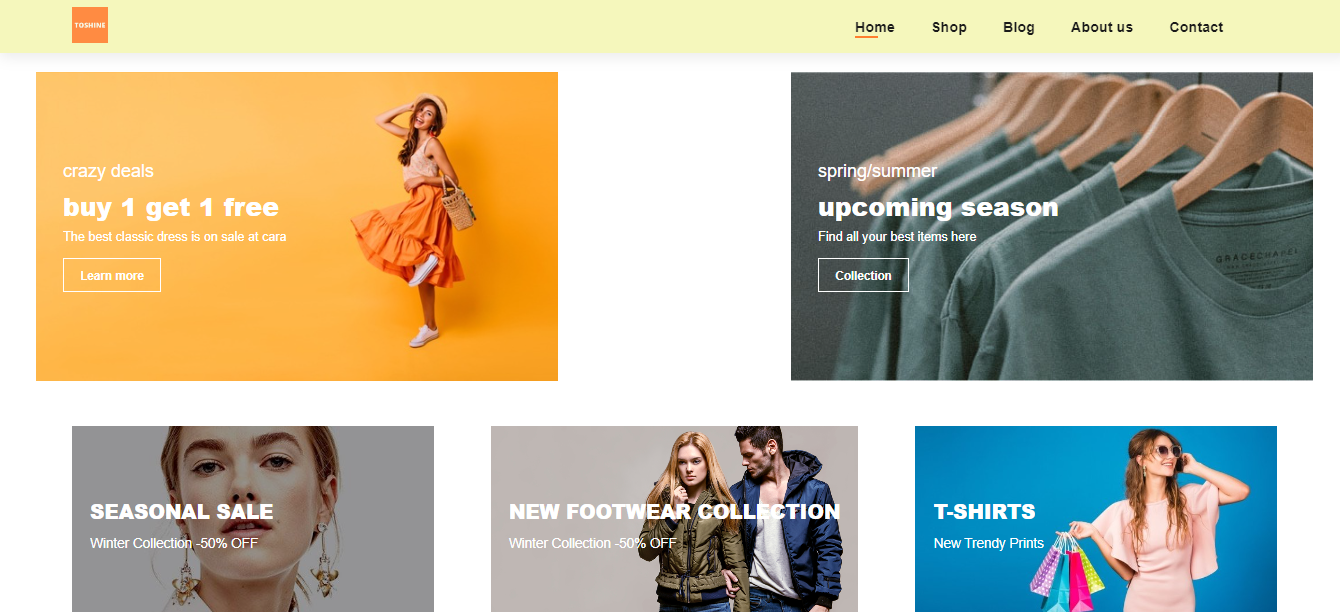 TOSHINE
Home Shop Blog About us Contact
crazy deals
buy 1 get 1 free
The best classic dress is on sale at cara
Learn more
spring/summer
upcoming season
Find all your best items here
Collection
GRACECHAPEL
SEASONAL SALE
Winter Collection -50% OFF
NEW FOOTWEAR COLLECTION
Winter Collection -50% OFF
T-SHIRTS
New Trendy Prints